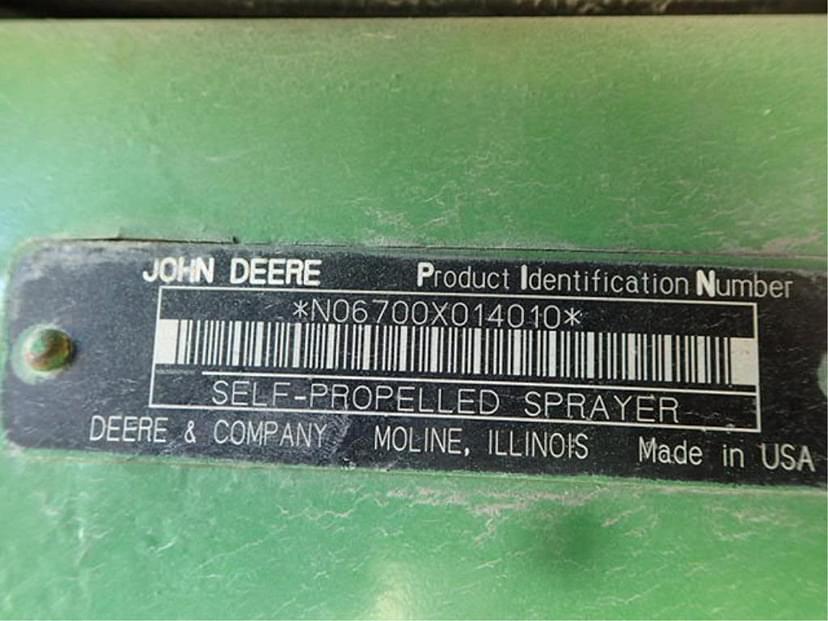 JOHN DEERE Product Identification Number
*N06700X014010*
SELF-PROPELLED SPRAYER
DEERE & COMPANY MOLINE, ILLINOIS Made in USA